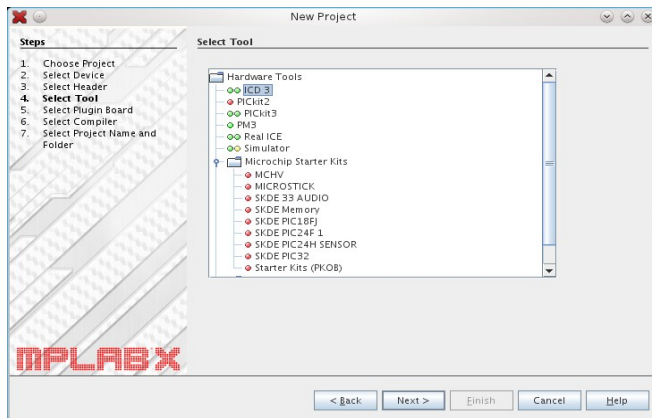 New Project
Steps
1. Choose Project
2. Select Device
3. Select Header
4. Select Tool
5. Select Plugin Board
6. Select Compiler
7. Select Project Name and
Folder
MPLAB X
Select Tool
Hardware Tools
ICD 3
PICkit2
PICkit3
PM3
Real ICE
Simulator
Microchip Starter Kits
MCHV
MICROSTICK
SKDE 33 AUDIO
SKDE Memory
SKDE PIC18FJ
SKDE PIC24F 1
SKDE PIC24H SENSOR
SKDE PIC32
Starter Kits (PKOB)
< Back
Next >
Finish
Cancel
Help